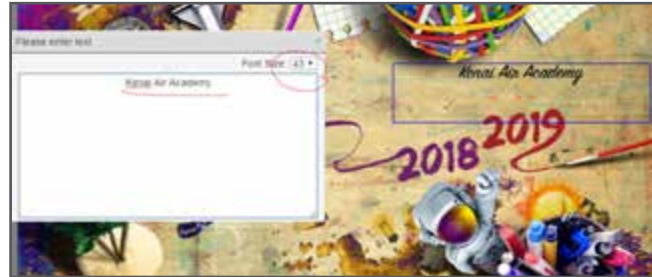 Please enter text
Font Size 43
Kenai Air Academy
Kenai Air Academy
2018 2019